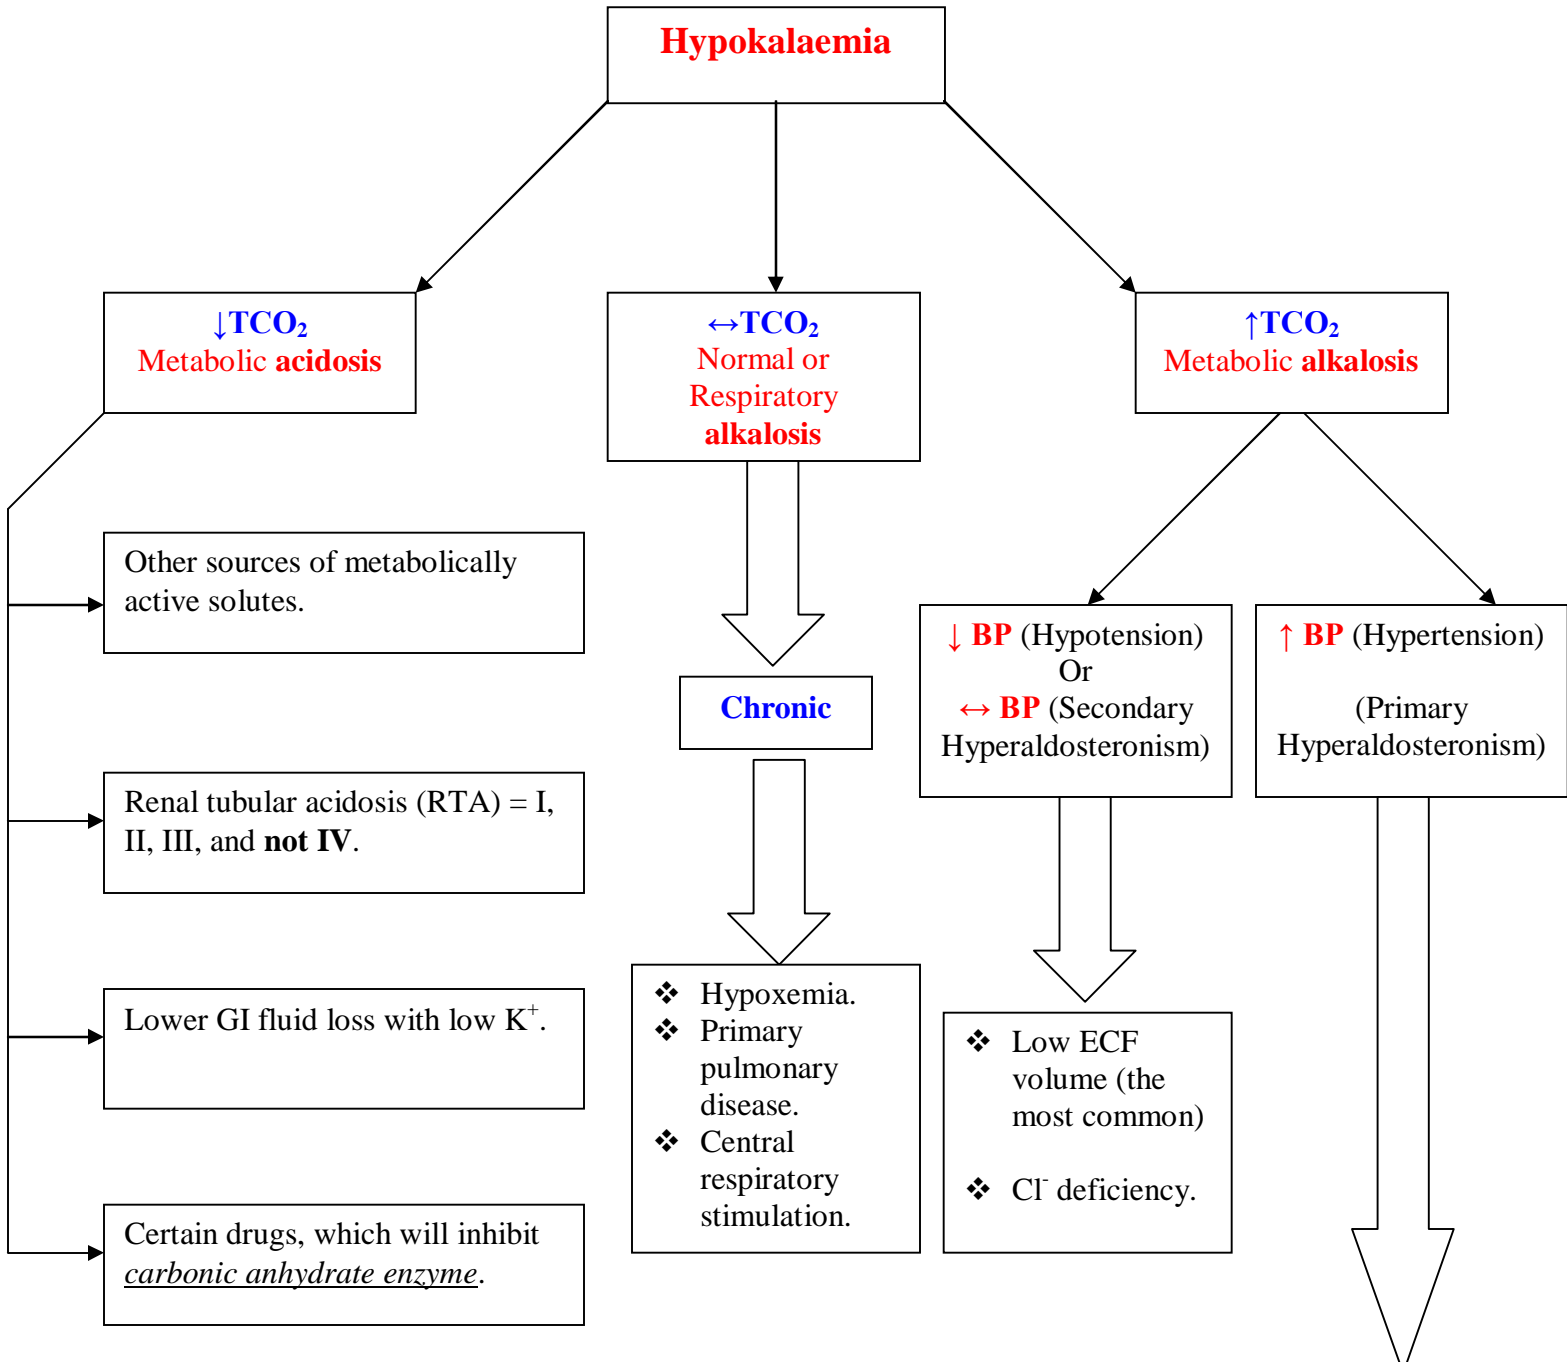 Hypokalaemia
↓TCO₂
Metabolic acidosis
↔TCO₂
Normal or
Respiratory
alkalosis
↑TCO₂
Metabolic alkalosis
Other sources of metabolically
active solutes.
Renal tubular acidosis (RTA) = I,
II, III, and not IV.
Lower GI fluid loss with low K⁺.
Certain drugs, which will inhibit
carbonic anhydrate enzyme.
Chronic
❖ Hypoxemia.
❖ Primary
pulmonary
disease.
❖ Central
respiratory
stimulation.
↓ BP (Hypotension)
Or
↔ BP (Secondary
Hyperaldosteronism)
❖ Low ECF
volume (the
most common)
❖ Cl⁻ deficiency.
↑ BP (Hypertension)
(Primary
Hyperaldosteronism)